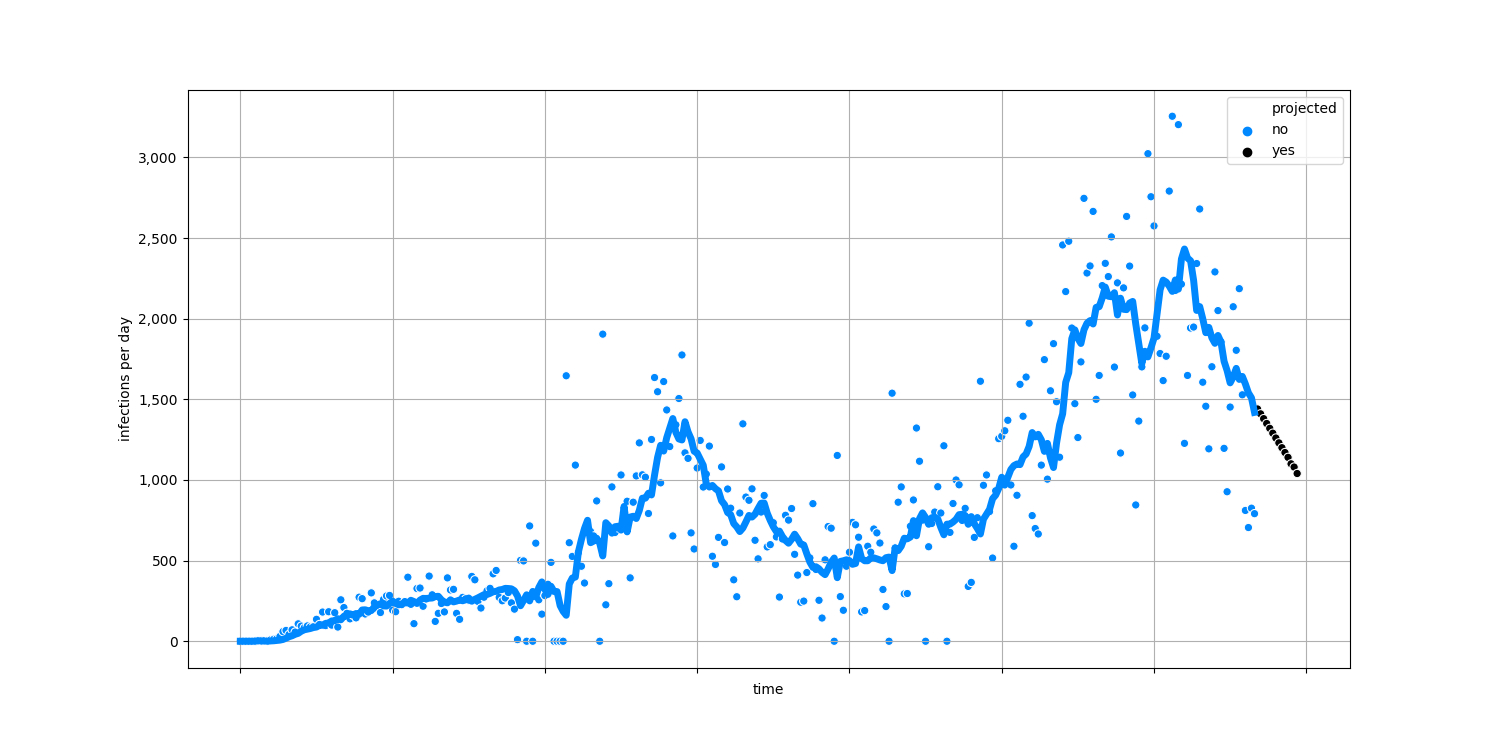 projected
no
yes
3,000
2,500
2,000
1,500
1,000
500
0
infections per day
time